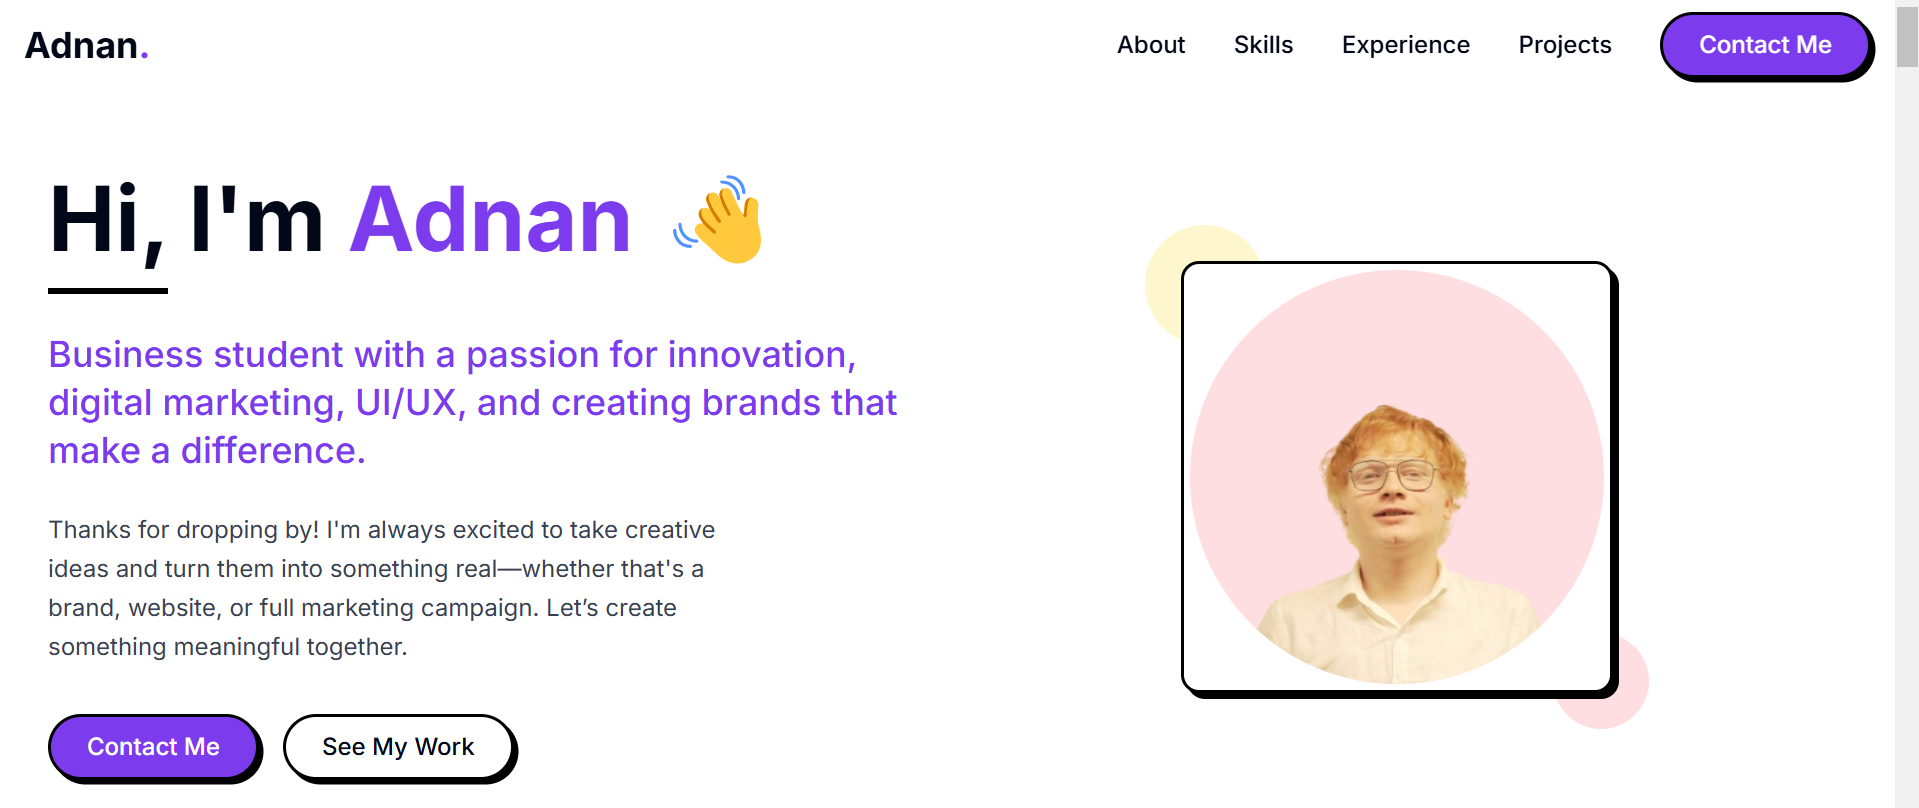 Adnan.
About Skills Experience Projects Contact Me
Hi, I'm Adnan
Business student with a passion for innovation,
digital marketing, UI/UX, and creating brands that
make a difference.
Thanks for dropping by! I'm always excited to take creative
ideas and turn them into something real—whether that's a
brand, website, or full marketing campaign. Let’s create
something meaningful together.
Contact Me See My Work